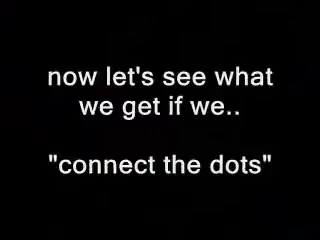 now let's see what
we get if we..
"connect the dots"